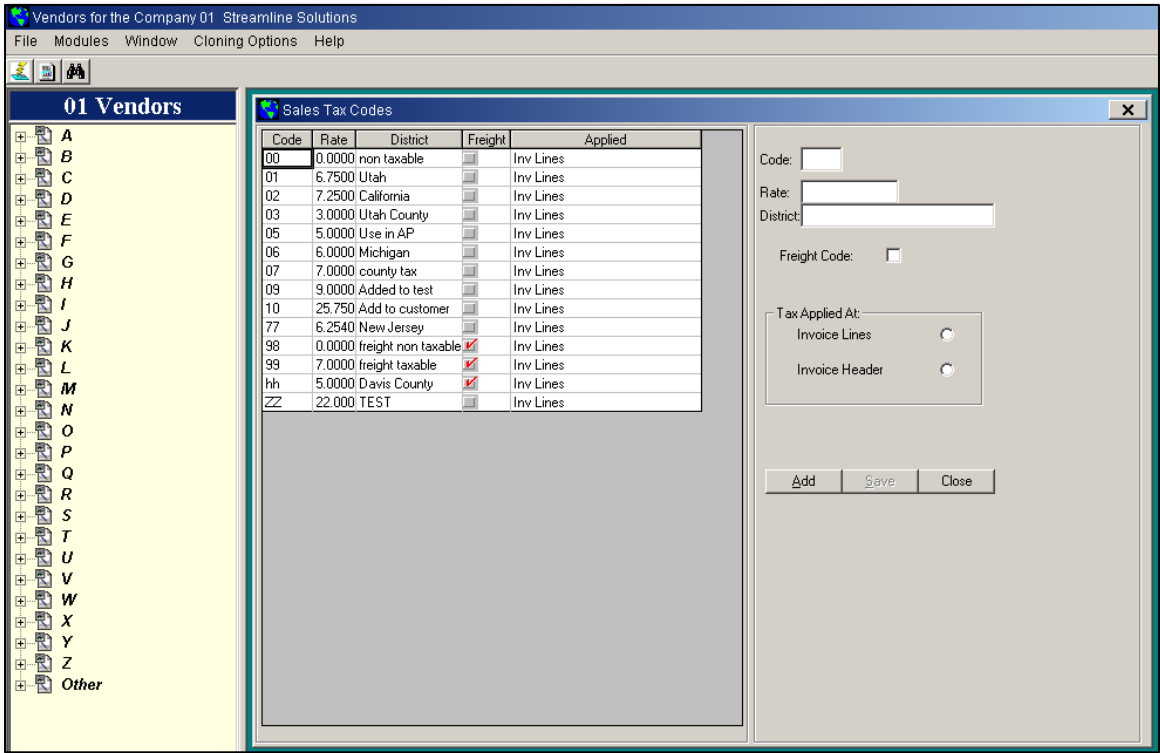 Vendors for the Company 01 Streamline Solutions
File Modules Window Cloning Options Help
01 Vendors
A
B
C
D
E
F
G
H
I
J
K
L
M
N
O
P
Q
R
S
T
U
V
W
X
Y
Z
Other
Sales Tax Codes
Code Rate District Freight Applied
00 0.0000 non taxable Inv Lines
01 6.7500 Utah Inv Lines
02 7.2500 California Inv Lines
03 3.0000 Utah County Inv Lines
05 5.0000 Use in AP Inv Lines
06 6.0000 Michigan Inv Lines
07 7.0000 county tax Inv Lines
09 9.0000 Added to test Inv Lines
10 25.750 Add to customer Inv Lines
77 6.2540 New Jersey Inv Lines
98 0.0000 freight non taxable Inv Lines
99 7.0000 freight taxable Inv Lines
hh 5.0000 Davis County Inv Lines
ZZ 22.000 TEST Inv Lines
Code:
Rate:
District:
Freight Code:
Tax Applied At:
Invoice Lines
Invoice Header
Add Save Close